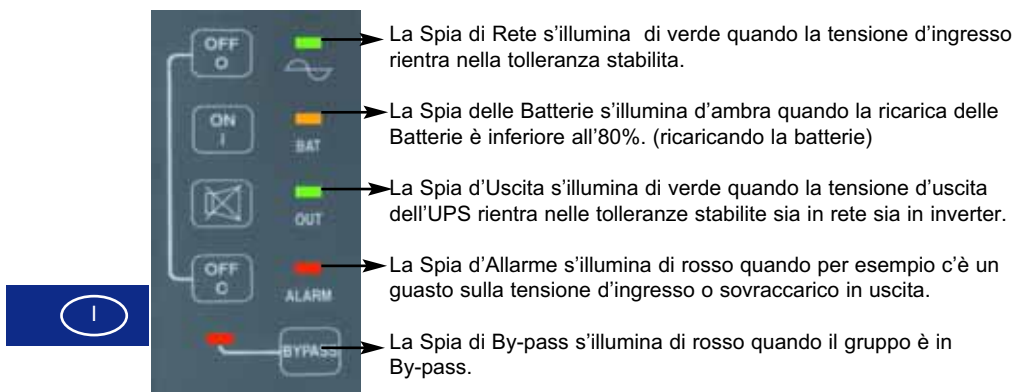 OFF
O
La Spia di Rete s'illumina di verde quando la tensione d'ingresso
rientra nella tolleranza stabilita.
ON
I
BAT
La Spia delle Batterie s'illumina d'ambra quando la ricarica delle
Batterie è inferiore all'80%. (ricaricando la batterie)
OUT
La Spia d'Uscita s'illumina di verde quando la tensione d'uscita
dell'UPS rientra nelle tolleranze stabilite sia in rete sia in inverter.
OFF
O
ALARM
La Spia d'Allarme s'illumina di rosso quando per esempio c'è un
guasto sulla tensione d'ingresso o sovraccarico in uscita.
I
BYPASS
La Spia di By-pass s'illumina di rosso quando il gruppo è in
By-pass.